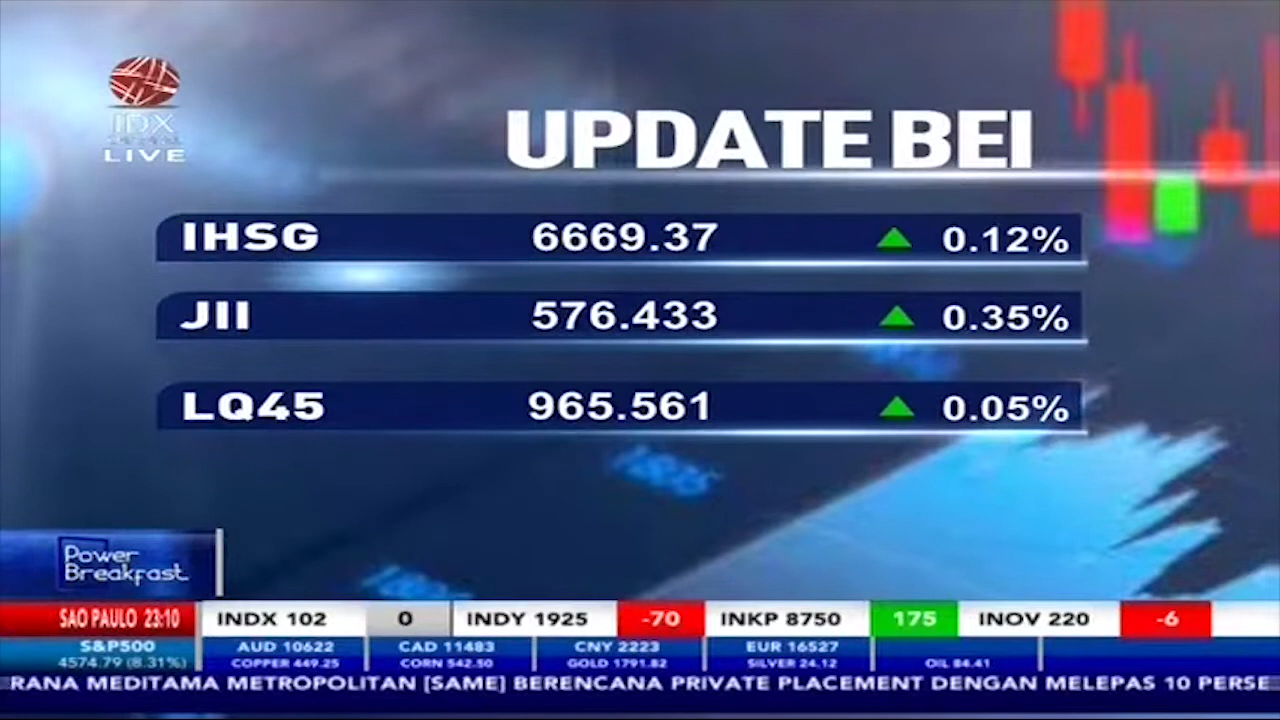 IDX
LIVE
UPDATE BEI
IHSG 6669.37 0.12%
JII 576.433 0.35%
LQ45 965.561 0.05%
Power
Breakfast
SAO PAULO 23:10 INDX 102 0 INDY 1925 -70 INKP 8750 175 INOV 220 -6
S&P500 AUD 10622 CAD 11483 CNY 2223 EUR 16527
4574.79 (8.31%) COPPER 449.25 CORN 542.50 GOLD 1791.82 SILVER 24.12 OIL 84.41
RANA MEDITAMA METROPOLITAN [SAME] BERENCANA PRIVATE PLACEMENT DENGAN MELEPAS 10 PERSE